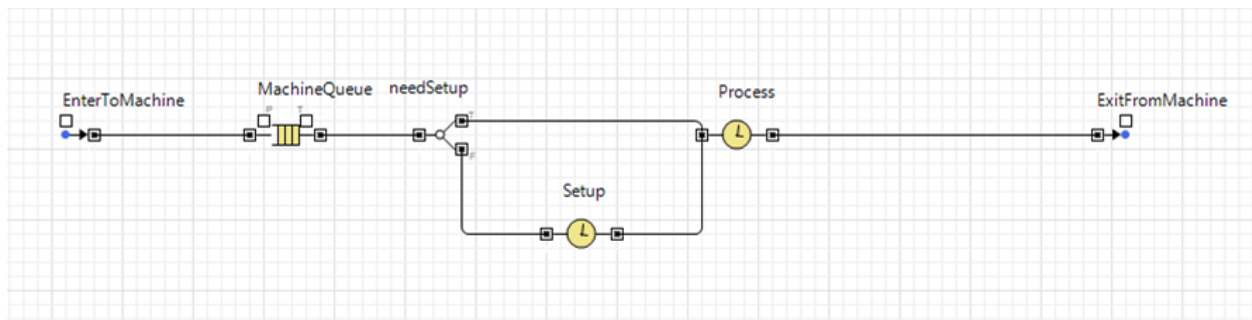 EnterToMachine
MachineQueue
needSetup
Process
ExitFromMachine
P
T
T
F
Setup